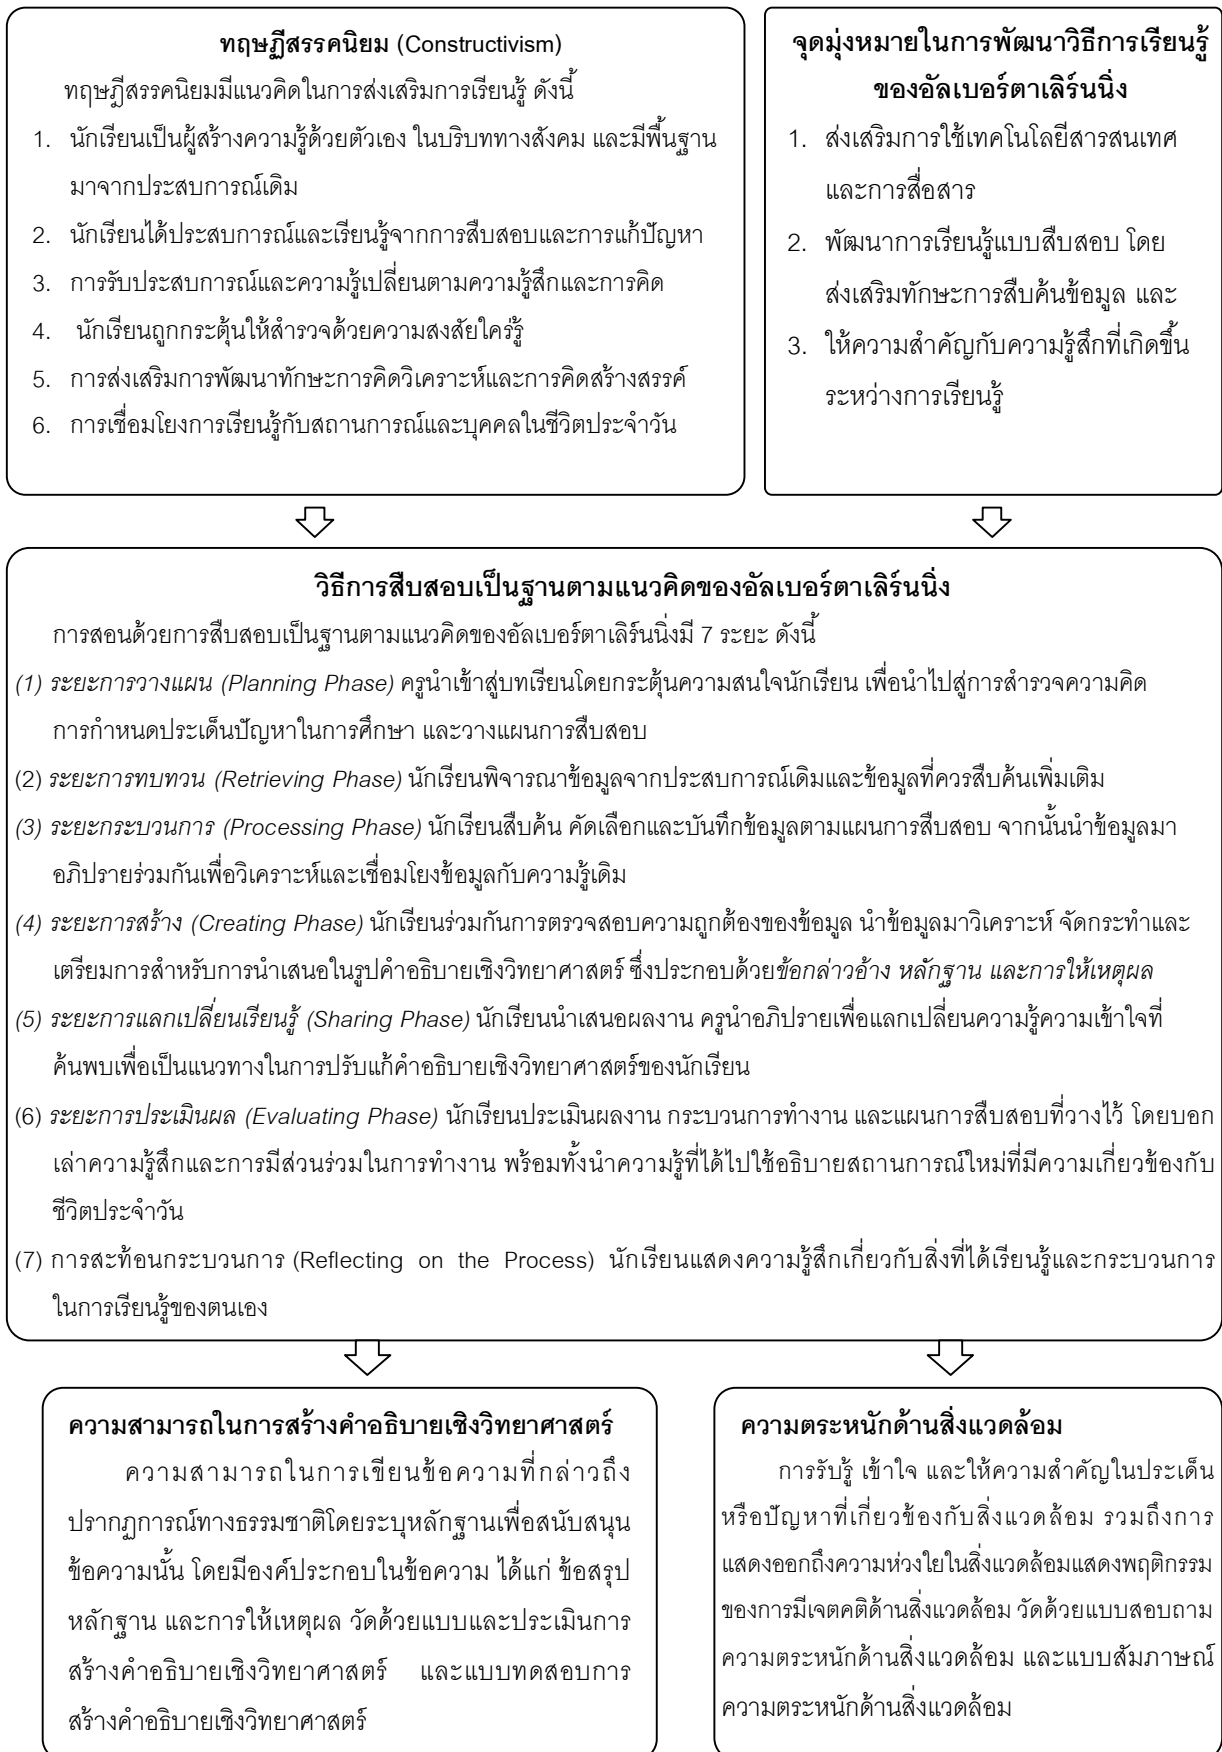 ทฤษฎีสรรคนิยม (Constructivism)
ทฤษฎีสรรคนิยมมีแนวคิดในการส่งเสริมการเรียนรู้ ดังนี้
1. นักเรียนเป็นผู้สร้างความรู้ด้วยตัวเอง ในบริบททางสังคม และมีพื้นฐาน
มาจากประสบการณ์เดิม
2. นักเรียนได้ประสบการณ์และเรียนรู้จากการสืบสอบและการแก้ปัญหา
3. การรับประสบการณ์และความรู้เปลี่ยนตามความรู้สึกและการคิด
4. นักเรียนถูกกระตุ้นให้สำรวจด้วยความสงสัยใคร่รู้
5. การส่งเสริมการพัฒนาทักษะการคิดวิเคราะห์และการคิดสร้างสรรค์
6. การเชื่อมโยงการเรียนรู้กับสถานการณ์และบุคคลในชีวิตประจำวัน
จุดมุ่งหมายในการพัฒนาวิธีการเรียนรู้
ของอัลเบอร์ตาเลิร์นนิ่ง
1. ส่งเสริมการใช้เทคโนโลยีสารสนเทศ
และการสื่อสาร
2. พัฒนาการเรียนรู้แบบสืบสอบ โดย
ส่งเสริมทักษะการสืบค้นข้อมูล และ
3. ให้ความสำคัญกับความรู้สึกที่เกิดขึ้น
ระหว่างการเรียนรู้
วิธีการสืบสอบเป็นฐานตามแนวคิดของอัลเบอร์ตาเลิร์นนิ่ง
การสอนด้วยการสืบสอบเป็นฐานตามแนวคิดของอัลเบอร์ตาเลิร์นนิ่งมี 7 ระยะ ดังนี้
(1) ระยะการวางแผน (Planning Phase) ครูนำเข้าสู่บทเรียนโดยกระตุ้นความสนใจนักเรียน เพื่อนำไปสู่การสำรวจความคิด
การกำหนดประเด็นปัญหาในการศึกษา และวางแผนการสืบสอบ
(2) ระยะการทบทวน (Retrieving Phase) นักเรียนพิจารณาข้อมูลจากประสบการณ์เดิมและข้อมูลที่ควรสืบค้นเพิ่มเติม
(3) ระยะกระบวนการ (Processing Phase) นักเรียนสืบค้น คัดเลือกและบันทึกข้อมูลตามแผนการสืบสอบ จากนั้นนำข้อมูลมา
อภิปรายร่วมกันเพื่อวิเคราะห์และเชื่อมโยงข้อมูลกับความรู้เดิม
(4) ระยะการสร้าง (Creating Phase) นักเรียนร่วมกันการตรวจสอบความถูกต้องของข้อมูล นำข้อมูลมาวิเคราะห์ จัดกระทำและ
เตรียมการสำหรับการนำเสนอในรูปคำอธิบายเชิงวิทยาศาสตร์ ซึ่งประกอบด้วยข้อกล่าวอ้าง หลักฐาน และการให้เหตุผล
(5) ระยะการแลกเปลี่ยนเรียนรู้ (Sharing Phase) นักเรียนนำเสนอผลงาน ครูนำอภิปรายเพื่อแลกเปลี่ยนความรู้ความเข้าใจที่
ค้นพบเพื่อเป็นแนวทางในการปรับแก้คำอธิบายเชิงวิทยาศาสตร์ของนักเรียน
(6) ระยะการประเมินผล (Evaluating Phase) นักเรียนประเมินผลงาน กระบวนการทำงาน และแผนการสืบสอบที่วางไว้ โดยบอก
เล่าความรู้สึกและการมีส่วนร่วมในการทำงาน พร้อมทั้งนำความรู้ที่ได้ไปใช้อธิบายสถานการณ์ใหม่ที่มีความเกี่ยวข้องกับ
ชีวิตประจำวัน
(7) การสะท้อนกระบวนการ (Reflecting on the Process) นักเรียนแสดงความรู้สึกเกี่ยวกับสิ่งที่ได้เรียนรู้และกระบวนการ
ในการเรียนรู้ของตนเอง
ความสามารถในการสร้างคำอธิบายเชิงวิทยาศาสตร์
ความสามารถในการเขียนข้อความที่กล่าวถึง
ปรากฏการณ์ทางธรรมชาติโดยระบุหลักฐานเพื่อสนับสนุน
ข้อความนั้น โดยมีองค์ประกอบในข้อความ ได้แก่ ข้อสรุป
หลักฐาน และการให้เหตุผล วัดด้วยแบบและประเมินการ
สร้างคำอธิบายเชิงวิทยาศาสตร์ และแบบทดสอบการ
สร้างคำอธิบายเชิงวิทยาศาสตร์
ความตระหนักด้านสิ่งแวดล้อม
การรับรู้ เข้าใจ และให้ความสำคัญในประเด็น
หรือปัญหาที่เกี่ยวข้องกับสิ่งแวดล้อม รวมถึงการ
แสดงออกถึงความห่วงใยในสิ่งแวดล้อมแสดงพฤติกรรม
ของการมีเจตคติด้านสิ่งแวดล้อม วัดด้วยแบบสอบถาม
ความตระหนักด้านสิ่งแวดล้อม และแบบสัมภาษณ์
ความตระหนักด้านสิ่งแวดล้อม